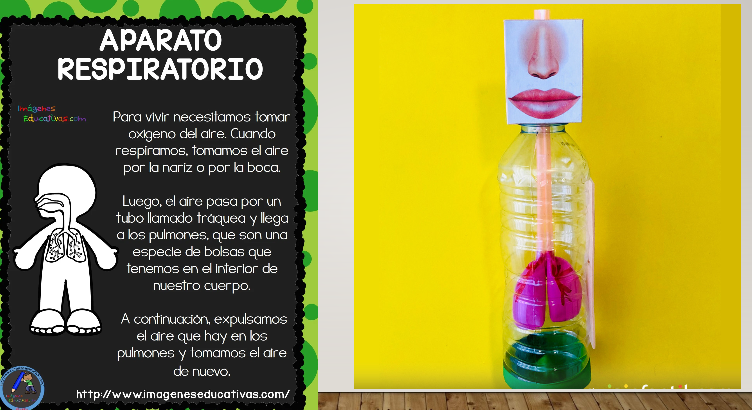 APARATO
RESPIRATORIO
Imágenes
Educativas.com
Para vivir necesitamos tomar
oxígeno del aire. Cuando
respiramos, tomamos el aire
por la nariz o por la boca.
Luego, el aire pasa por un
tubo llamado tráquea y llega
a los pulmones, que son una
especie de bolsas que
tenemos en el interior de
nuestro cuerpo.
A continuación, expulsamos
el aire que hay en los
pulmones y tomamos el aire
de nuevo.
http://www.imageneseducativas.com/